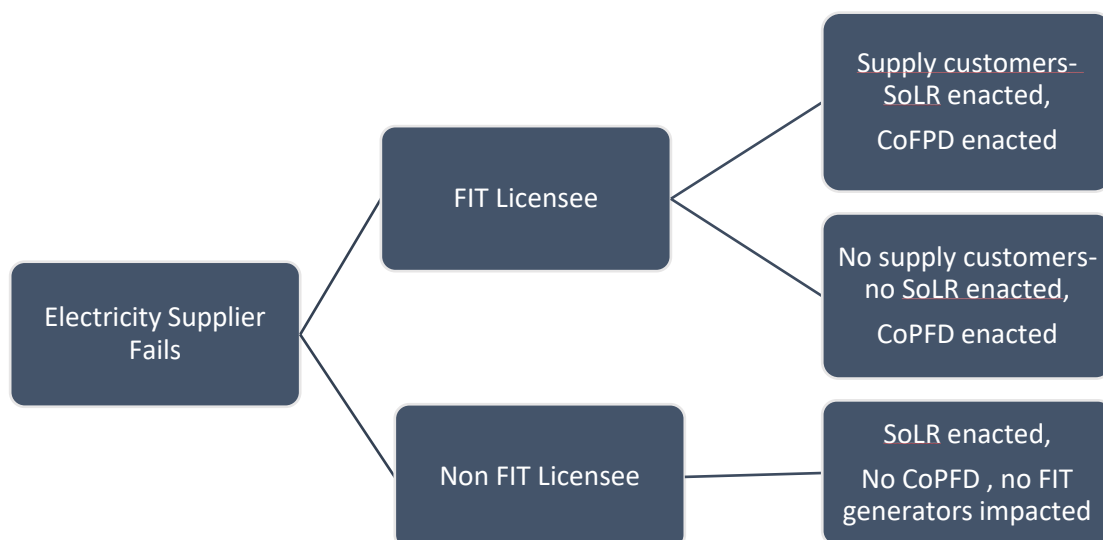 Electricity Supplier
Fails
FIT Licensee
Non FIT Licensee
Supply customers-
SoLR enacted,
CoFPD enacted
No supply customers-
no SoLR enacted,
CoPFD enacted
SoLR enacted,
No CoPFD , no FIT
generators impacted